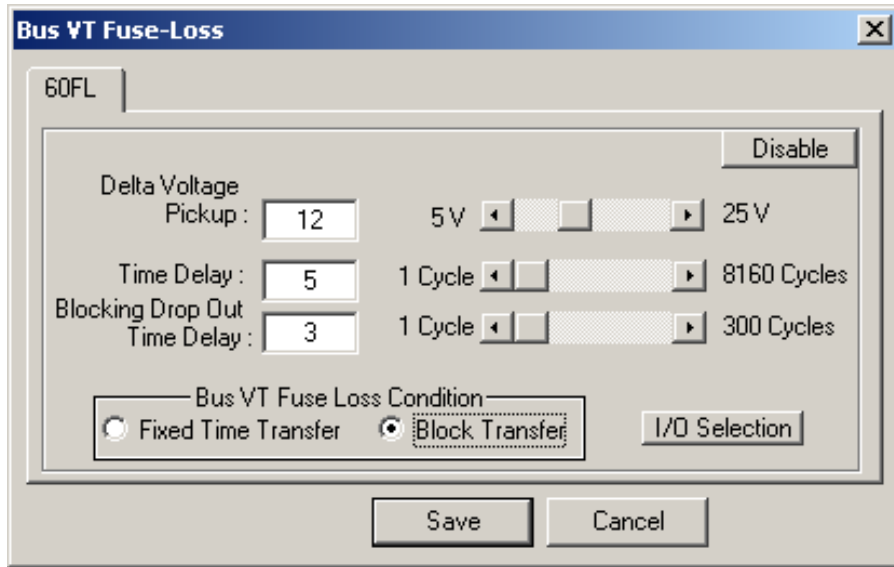 Bus VT Fuse-Loss
60FL
Disable
Delta Voltage
Pickup : 12 5 V 25 V
Time Delay : 5 1 Cycle 8160 Cycles
Blocking Drop Out
Time Delay : 3 1 Cycle 300 Cycles
Bus VT Fuse Loss Condition
Fixed Time Transfer Block Transfer I/O Selection
Save Cancel